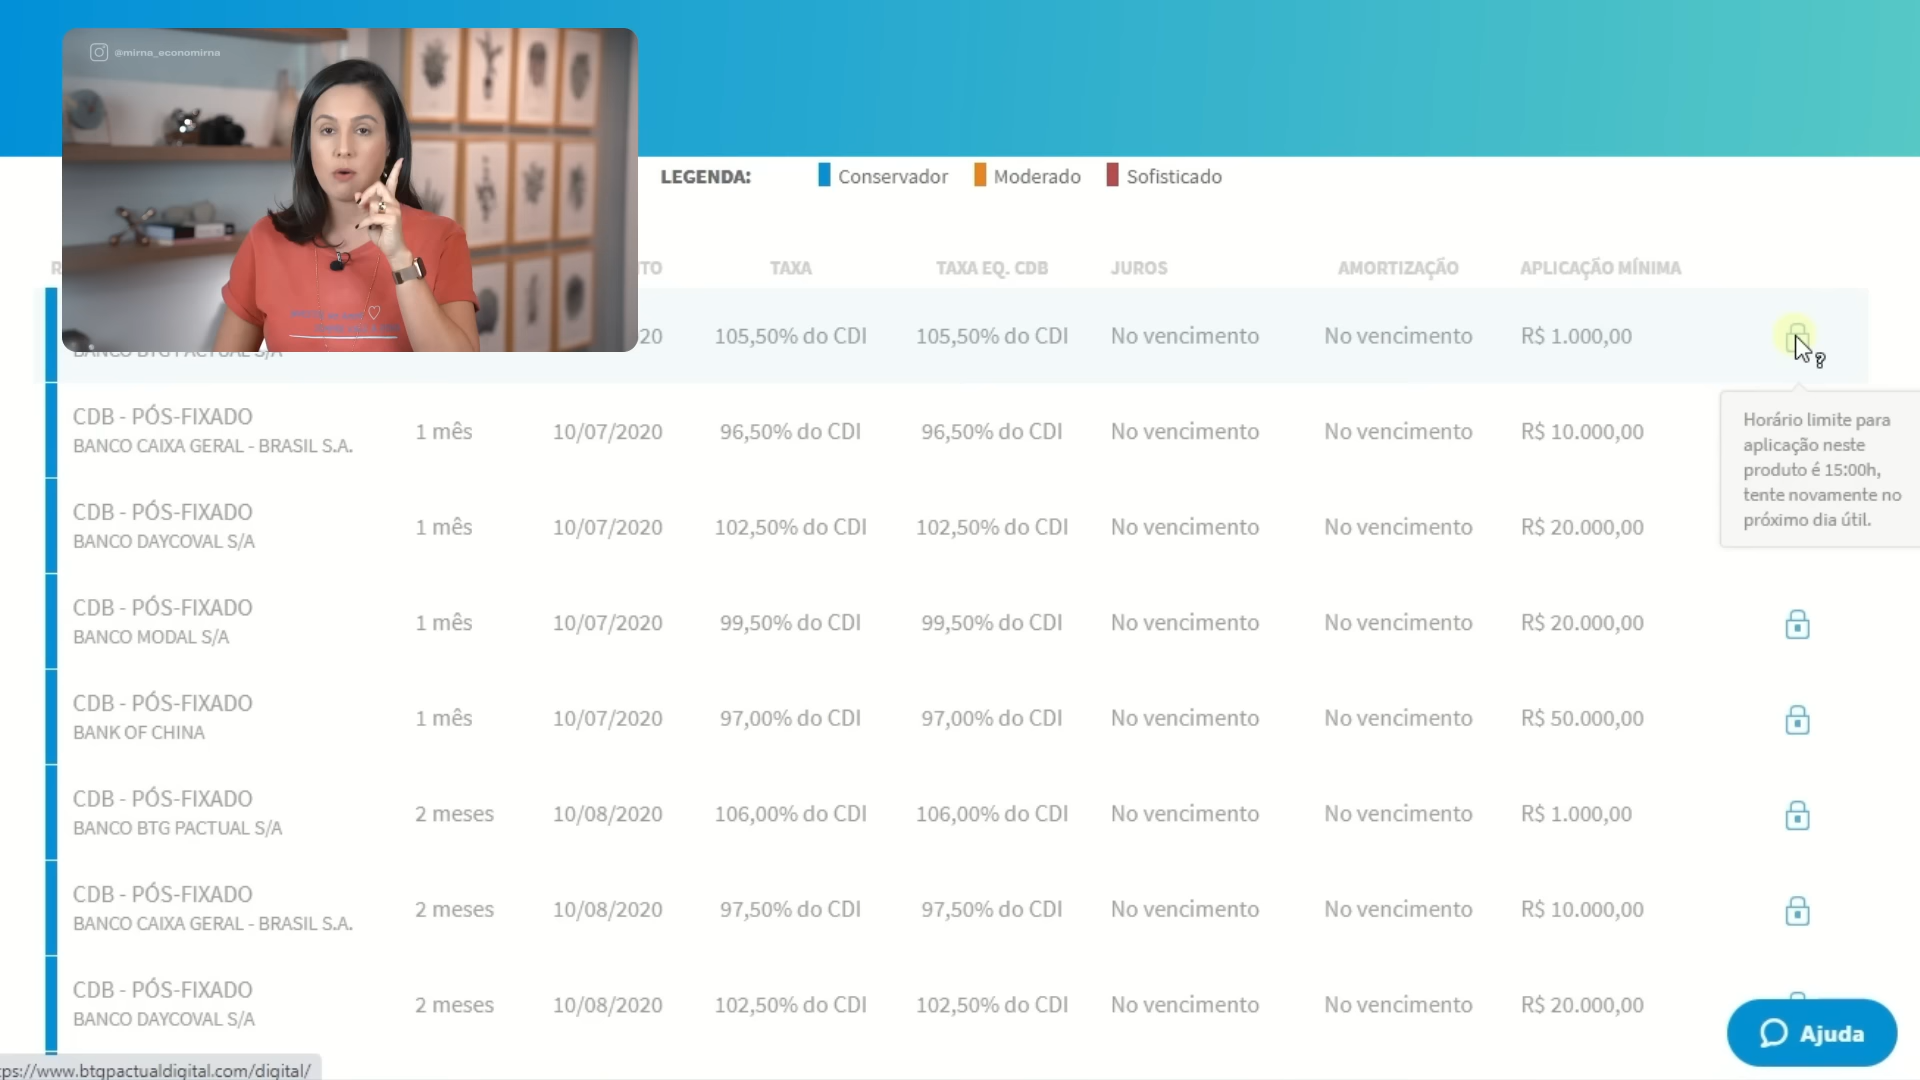 @mirna_economirna
LEGENDA: Conservador Moderado Sofisticado
TO TAXA TAXA EQ. CDB JUROS AMORTIZAÇÃO APLICAÇÃO MÍNIMA
20 105,50% do CDI 105,50% do CDI No vencimento No vencimento R$ 1.000,00
BANCO BTG PACTUAL S/A
Horário limite para
aplicação neste
produto é 15:00h,
tente novamente no
próximo dia útil.
CDB - PÓS-FIXADO
BANCO CAIXA GERAL - BRASIL S.A.
1 mês 10/07/2020 96,50% do CDI 96,50% do CDI No vencimento No vencimento R$ 10.000,00
CDB - PÓS-FIXADO
BANCO DAYCOVAL S/A
1 mês 10/07/2020 102,50% do CDI 102,50% do CDI No vencimento No vencimento R$ 20.000,00
CDB - PÓS-FIXADO
BANCO MODAL S/A
1 mês 10/07/2020 99,50% do CDI 99,50% do CDI No vencimento No vencimento R$ 20.000,00
CDB - PÓS-FIXADO
BANK OF CHINA
1 mês 10/07/2020 97,00% do CDI 97,00% do CDI No vencimento No vencimento R$ 50.000,00
CDB - PÓS-FIXADO
BANCO BTG PACTUAL S/A
2 meses 10/08/2020 106,00% do CDI 106,00% do CDI No vencimento No vencimento R$ 1.000,00
CDB - PÓS-FIXADO
BANCO CAIXA GERAL - BRASIL S.A.
2 meses 10/08/2020 97,50% do CDI 97,50% do CDI No vencimento No vencimento R$ 10.000,00
CDB - PÓS-FIXADO
BANCO DAYCOVAL S/A
2 meses 10/08/2020 102,50% do CDI 102,50% do CDI No vencimento No vencimento R$ 20.000,00
Ajuda
tps://www.btgpactualdigital.com/digital/